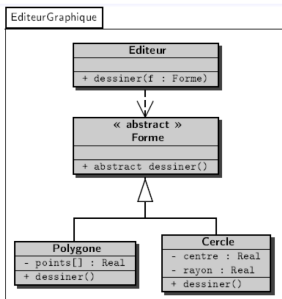 EditeurGraphique
Editeur
+ dessiner(f : Forme)
« abstract »
Forme
+ abstract dessiner()
Polygone
- points[] : Real
+ dessiner()
Cercle
- centre : Real
- rayon : Real
+ dessiner()